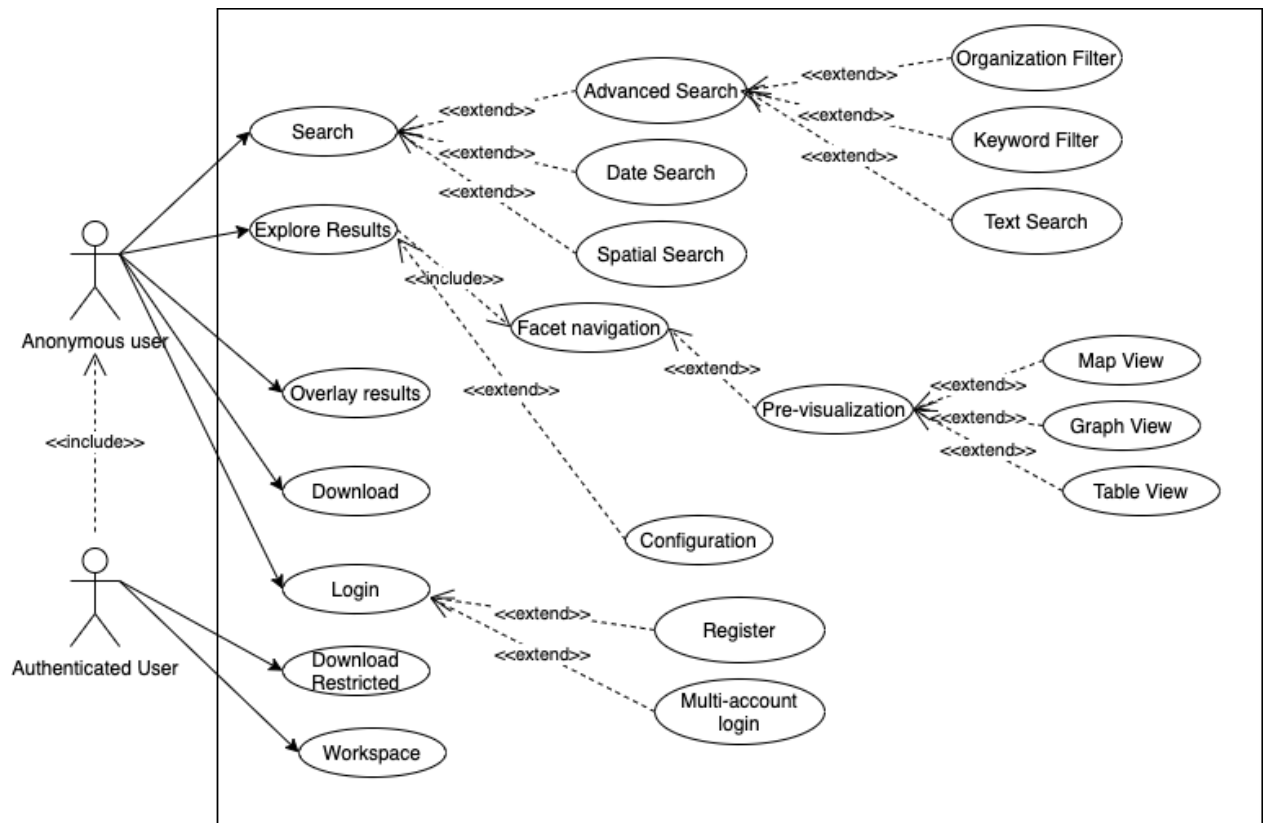 Organization Filter
<<extend>>
Advanced Search
<<extend>>
Search
<<extend>>
Keyword Filter
<<extend>>
<<extend>>
Date Search
<<extend>>
Text Search
Explore Results
Spatial Search
<<include>>
Facet navigation
Anonymous user
Map View
<<extend>>
<<extend>>
<<extend>>
Overlay results
Pre-visualization
<<extend>>
Graph View
<<include>>
<<extend>>
Download
Table View
Configuration
Login
<<extend>>
Register
<<extend>>
Authenticated User
Download
Restricted
Multi-account
login
Workspace